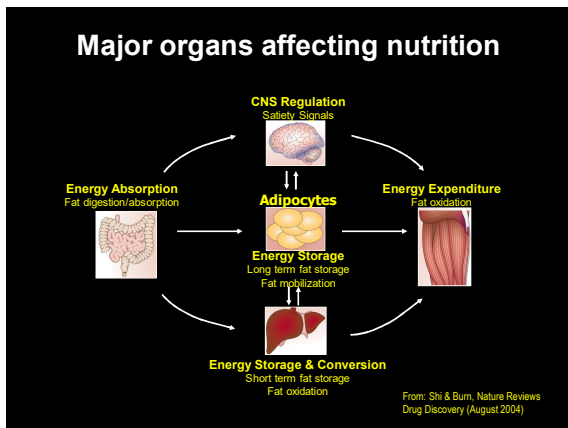 Major organs affecting nutrition
CNS Regulation
Satiety Signals
Energy Absorption
Fat digestion/absorption
Adipocytes
Energy Storage
Long term fat storage
Fat mobilization
Energy Expenditure
Fat oxidation
Energy Storage & Conversion
Short term fat storage
Fat oxidation
From: Shi & Burn, Nature Reviews
Drug Discovery (August 2004)